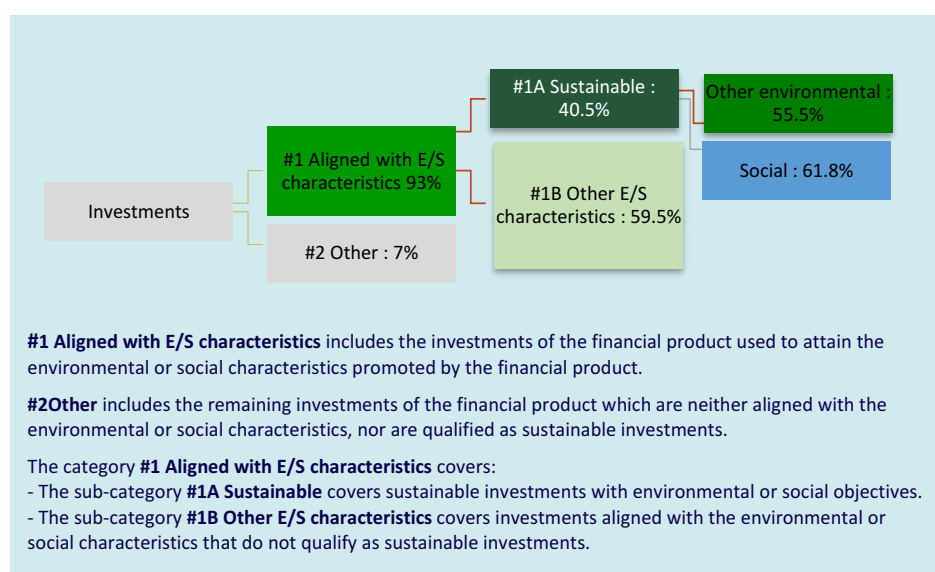 #1A Sustainable :
40.5%
Other environmental :
55.5%
#1 Aligned with E/S
characteristics 93%
Social : 61.8%
#1B Other E/S
characteristics : 59.5%
Investments
#2 Other : 7%
#1 Aligned with E/S characteristics includes the investments of the financial product used to attain the
environmental or social characteristics promoted by the financial product.
#2Other includes the remaining investments of the financial product which are neither aligned with the
environmental or social characteristics, nor are qualified as sustainable investments.
The category #1 Aligned with E/S characteristics covers:
- The sub-category #1A Sustainable covers sustainable investments with environmental or social objectives.
- The sub-category #1B Other E/S characteristics covers investments aligned with the environmental or
social characteristics that do not qualify as sustainable investments.